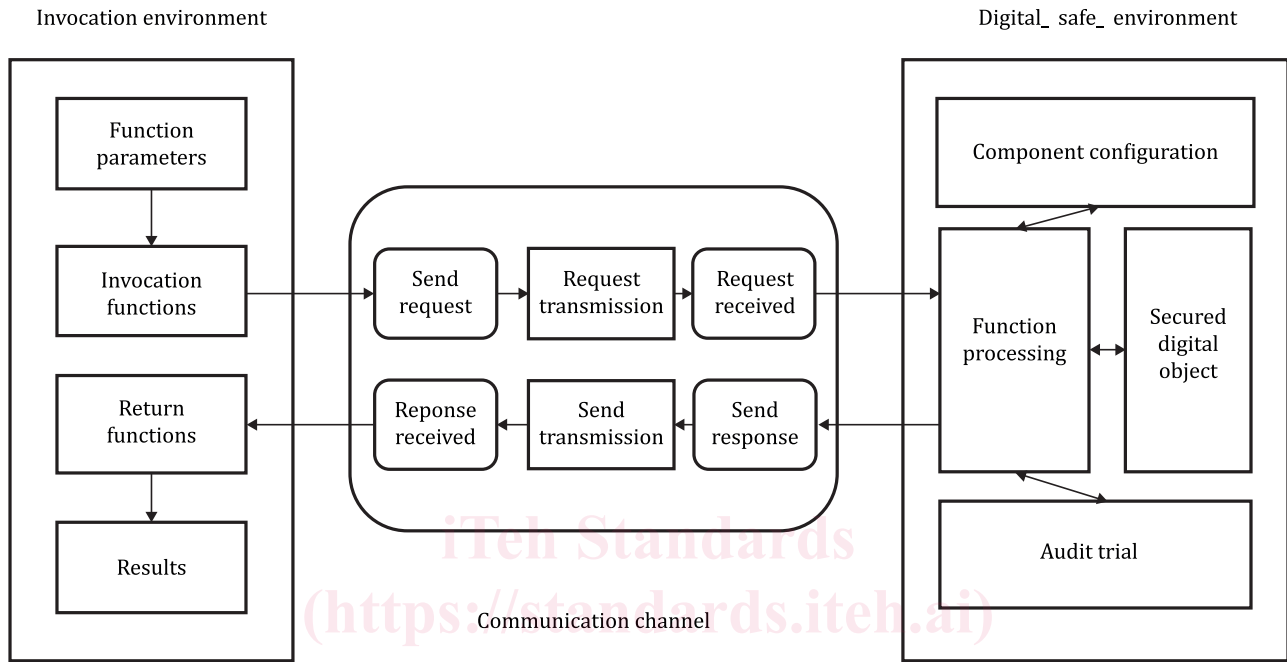 Invocation environment
Digital_ safe_ environment
Function
parameters
Invocation
functions
Return
functions
Results
Send
request
Request
transmission
Request
received
Reponse
received
Send
transmission
Send
response
Component configuration
Function
processing
Secured
digital
object
Audit trial
iTeh Standards
(https://standards.iteh.ai)
Communication channel